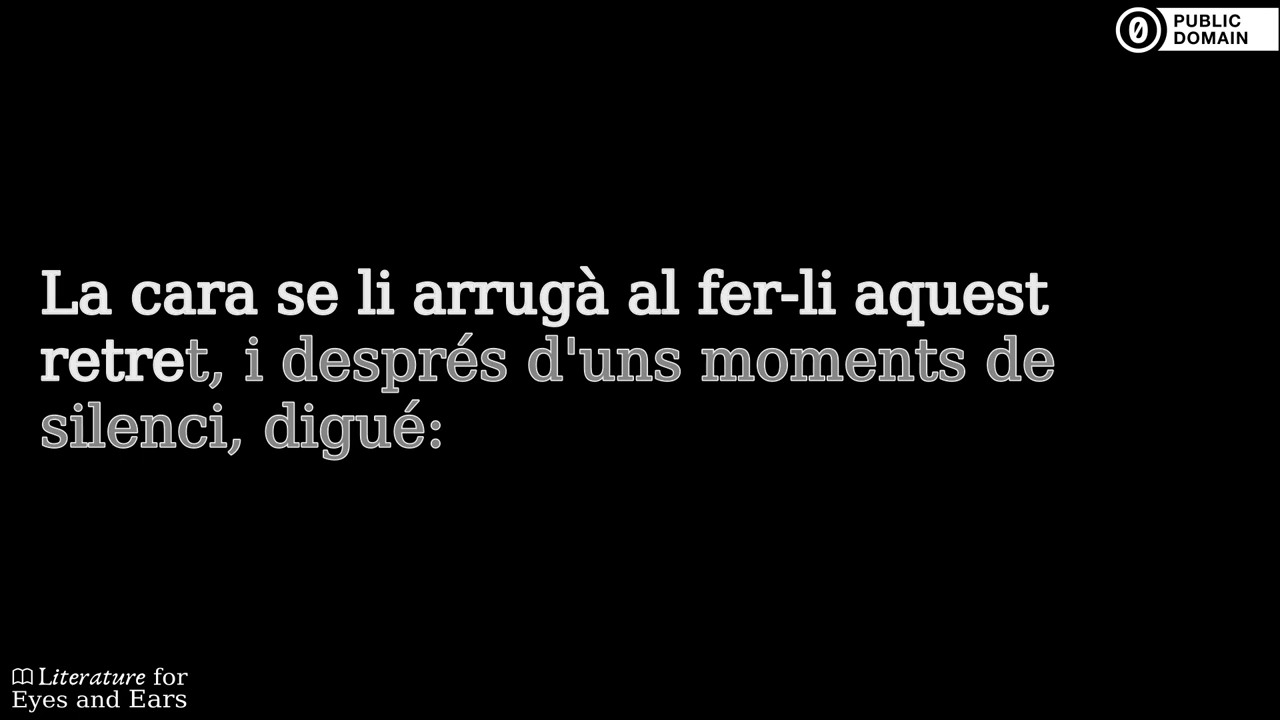 PUBLIC
DOMAIN
La cara se li arrugà al fer-li aquest
retret, i després d'uns moments de
silenci, digué:
Literature for
Eyes and Ears